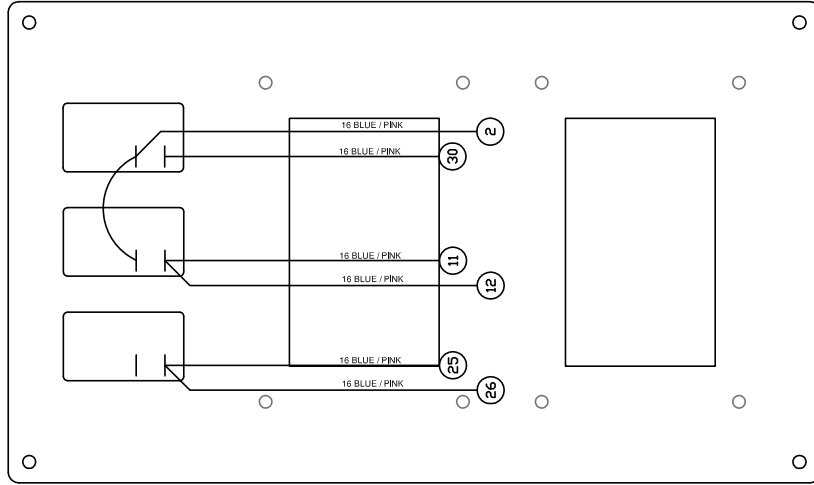 16 BLUE / PINK
2
16 BLUE / PINK
30
16 BLUE / PINK
11
16 BLUE / PINK
12
16 BLUE / PINK
25
16 BLUE / PINK
26